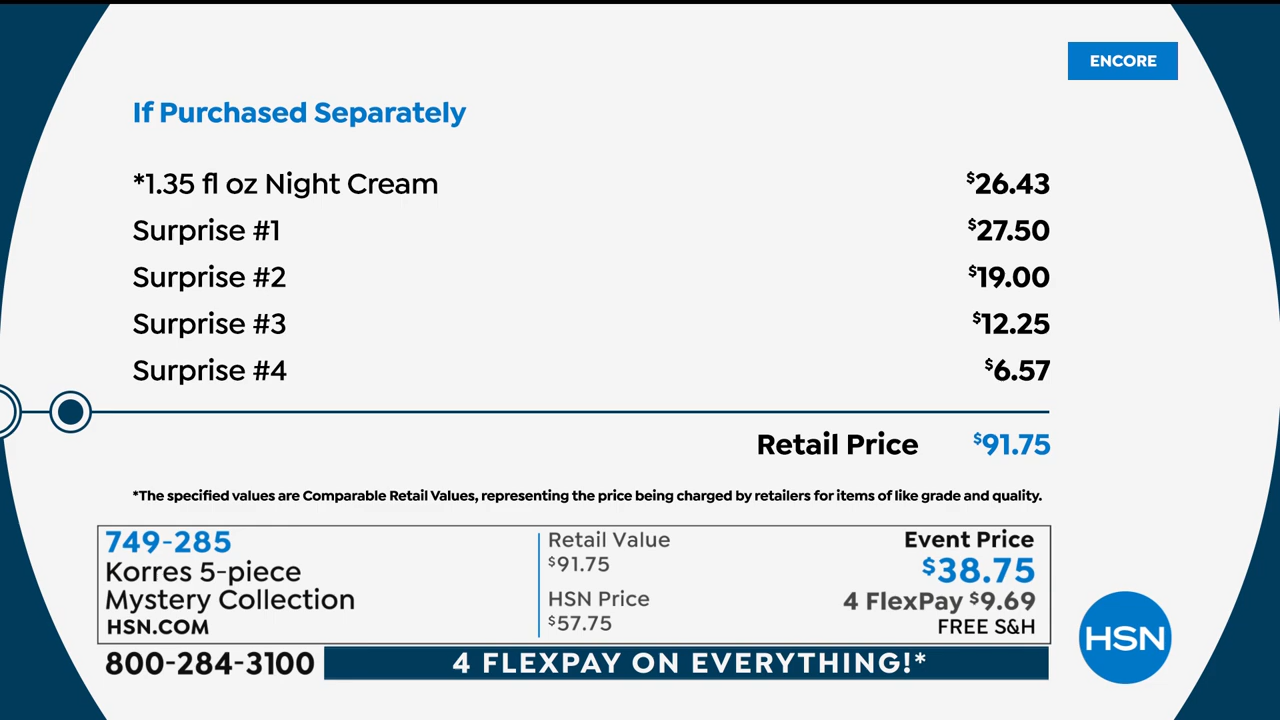 ENCORE
If Purchased Separately
*1.35 fl oz Night Cream $26.43
Surprise #1 $27.50
Surprise #2 $19.00
Surprise #3 $12.25
Surprise #4 $6.57
Retail Price $91.75
*The specified values are Comparable Retail Values, representing the price being charged by retailers for items of like grade and quality.
749-285
Korres 5-piece
Mystery Collection
HSN.COM
Retail Value
$91.75
HSN Price
$57.75
Event Price
$38.75
4 FlexPay $9.69
FREE S&H
HSN
800-284-3100
4 FLEXPAY ON EVERYTHING!*